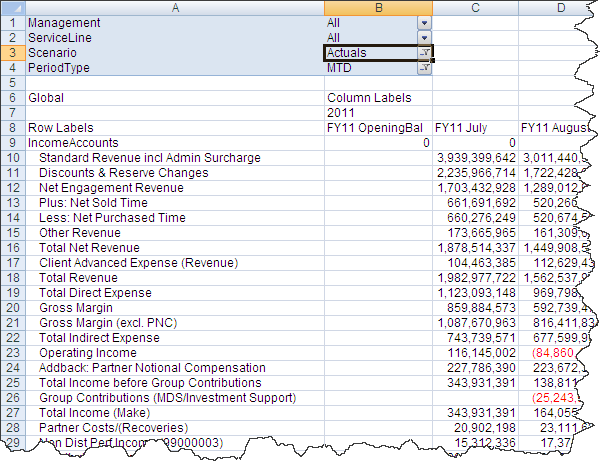 A B C D
1 Management All
2 ServiceLine All
3 Scenario Actuals
4 PeriodType MTD
5
6 Global Column Labels
7 2011
8 Row Labels FY11 OpeningBal FY11 July FY11 August
9 IncomeAccounts 0 0
10 Standard Revenue incl Admin Surcharge 3,939,399,642 3,011,440,
11 Discounts & Reserve Changes 2,235,966,714 1,722,428,
12 Net Engagement Revenue 1,703,432,928 1,289,012,
13 Plus: Net Sold Time 661,691,692 520,266
14 Less: Net Purchased Time 660,276,249 520,674,
15 Other Revenue 173,665,965 161,309,
16 Total Net Revenue 1,878,514,337 1,449,908,
17 Client Advanced Expense (Revenue) 104,463,385 112,629,43
18 Total Revenue 1,982,977,722 1,562,537,
19 Total Direct Expense 1,123,093,148 969,798,
20 Gross Margin 859,884,573 592,739,4
21 Gross Margin (excl. PNC) 1,087,670,963 816,411,83
22 Total Indirect Expense 743,739,571 677,599,9
23 Operating Income 116,145,002 (84,860,
24 Addback: Partner Notional Compensation 227,786,390 223,672,
25 Total Income before Group Contributions 343,931,391 138,811
26 Group Contributions (MDS/Investment Support) (25,243,
27 Total Income (Make) 343,931,391 164,055
28 Partner Costs/(Recoveries) 20,902,198 23,111,
29 Dist Perf Income 15,312,336 17,37